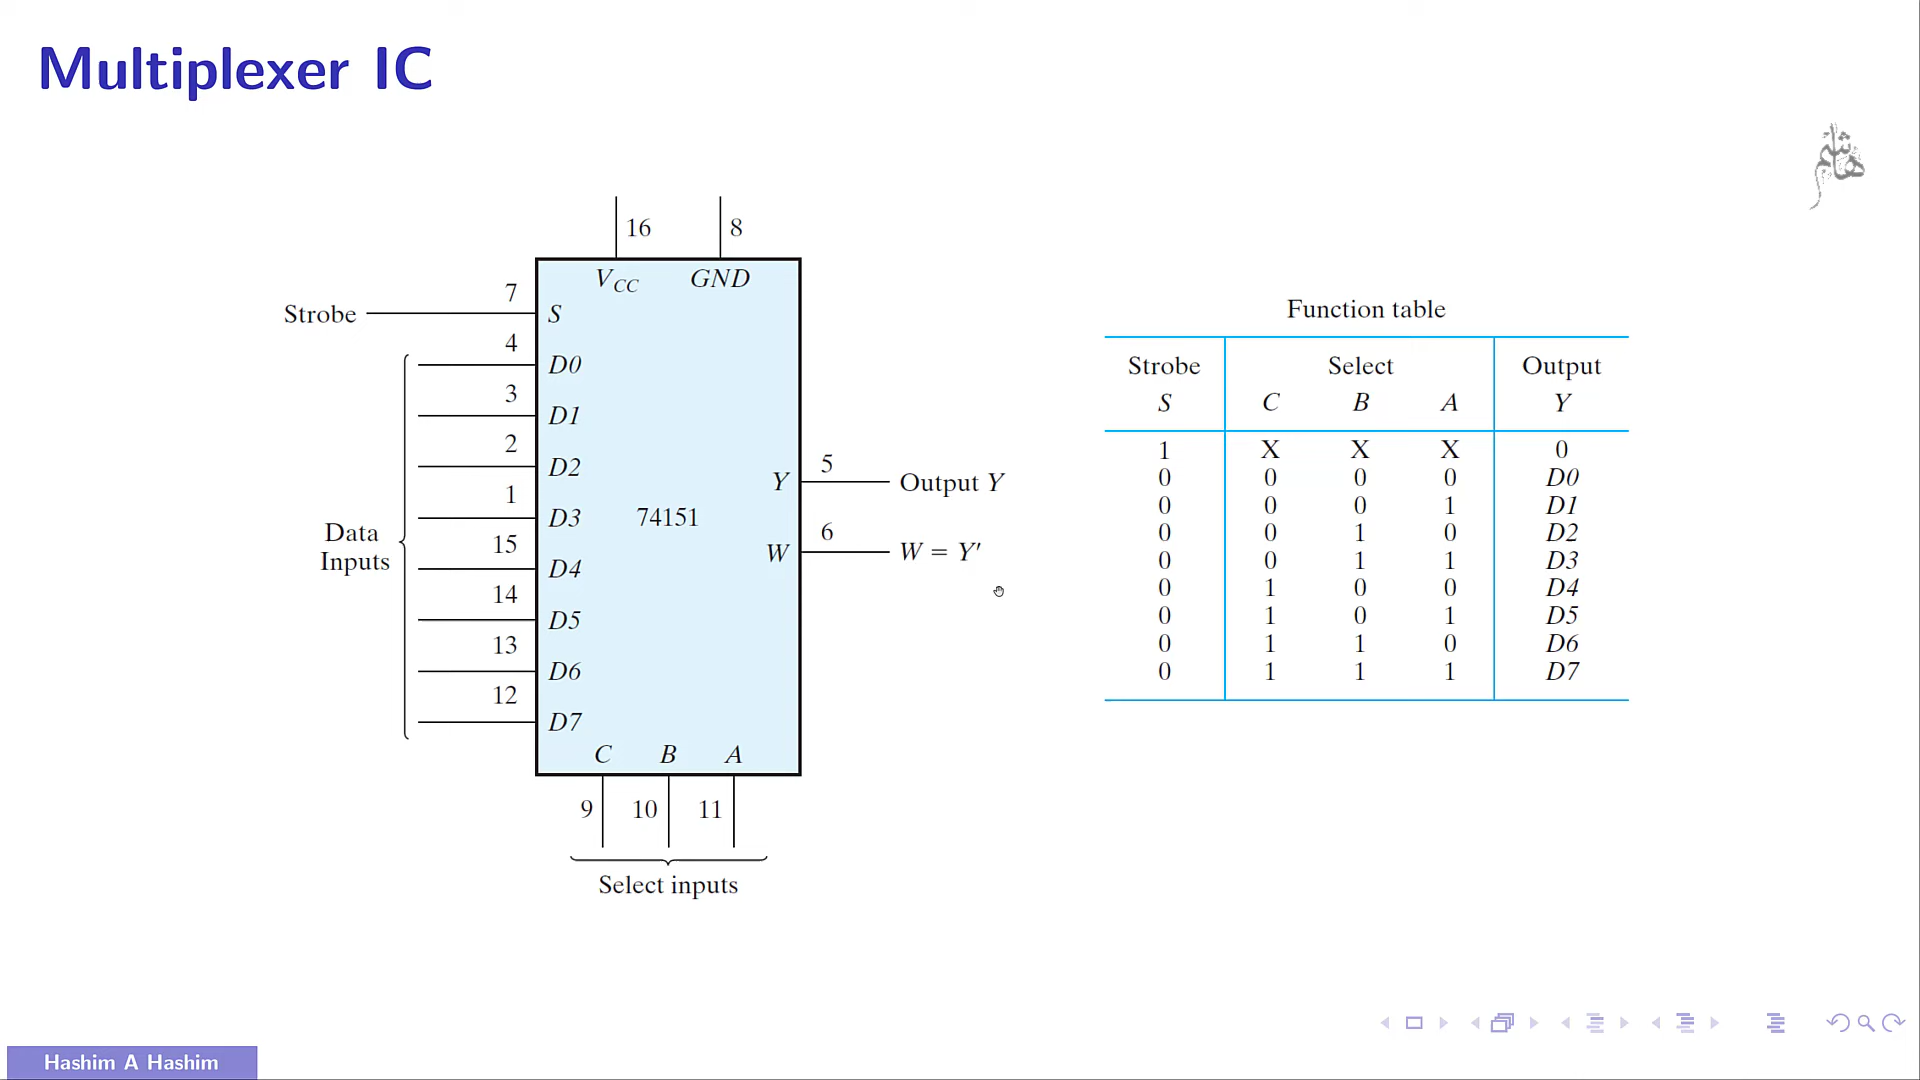 Multiplexer IC
هاشم
16 8
V_CC GND
7
Strobe S
4
D0
3
D1
2
D2
1
D3
15
D4
14
D5
13
D6
12
D7
Data
Inputs
74151
Y 5 Output Y
W 6 W = Y′
C B A
9 10 11
Select inputs
Function table
Strobe Select Output
S C B A Y
1 X X X 0
0 0 0 0 D0
0 0 0 1 D1
0 0 1 0 D2
0 0 1 1 D3
0 1 0 0 D4
0 1 0 1 D5
0 1 1 0 D6
0 1 1 1 D7
Hashim A Hashim